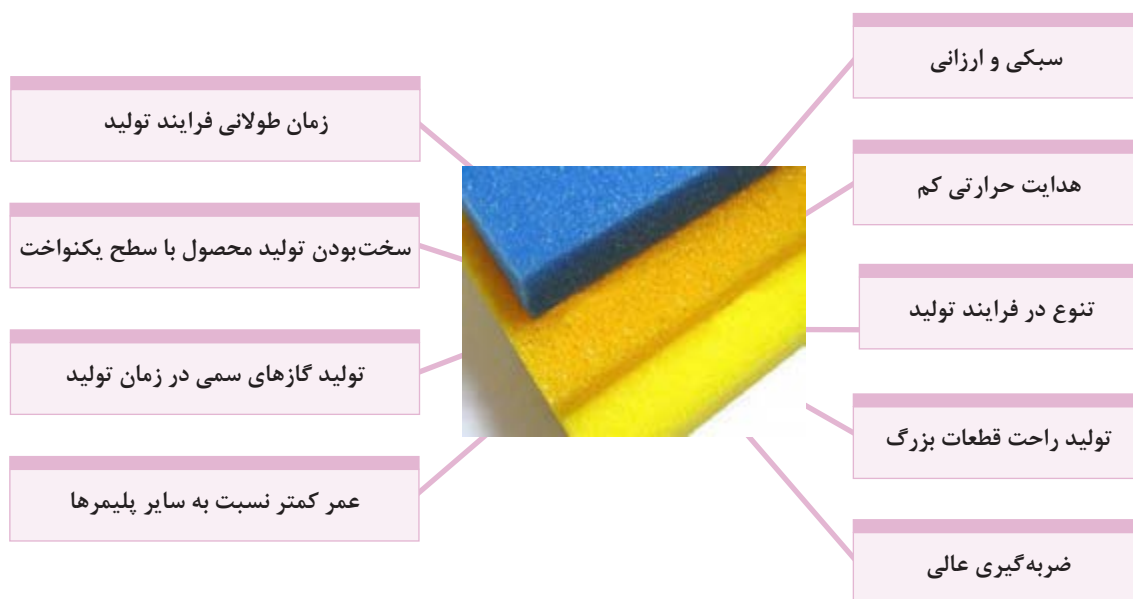 سبکی و ارزانی
هدایت حرارتی کم
تنوع در فرایند تولید
تولید راحت قطعات بزرگ
ضربه‌گیری عالی
زمان طولانی فرایند تولید
سخت‌بودن تولید محصول با سطح یکنواخت
تولید گازهای سمی در زمان تولید
عمر کمتر نسبت به سایر پلیمرها